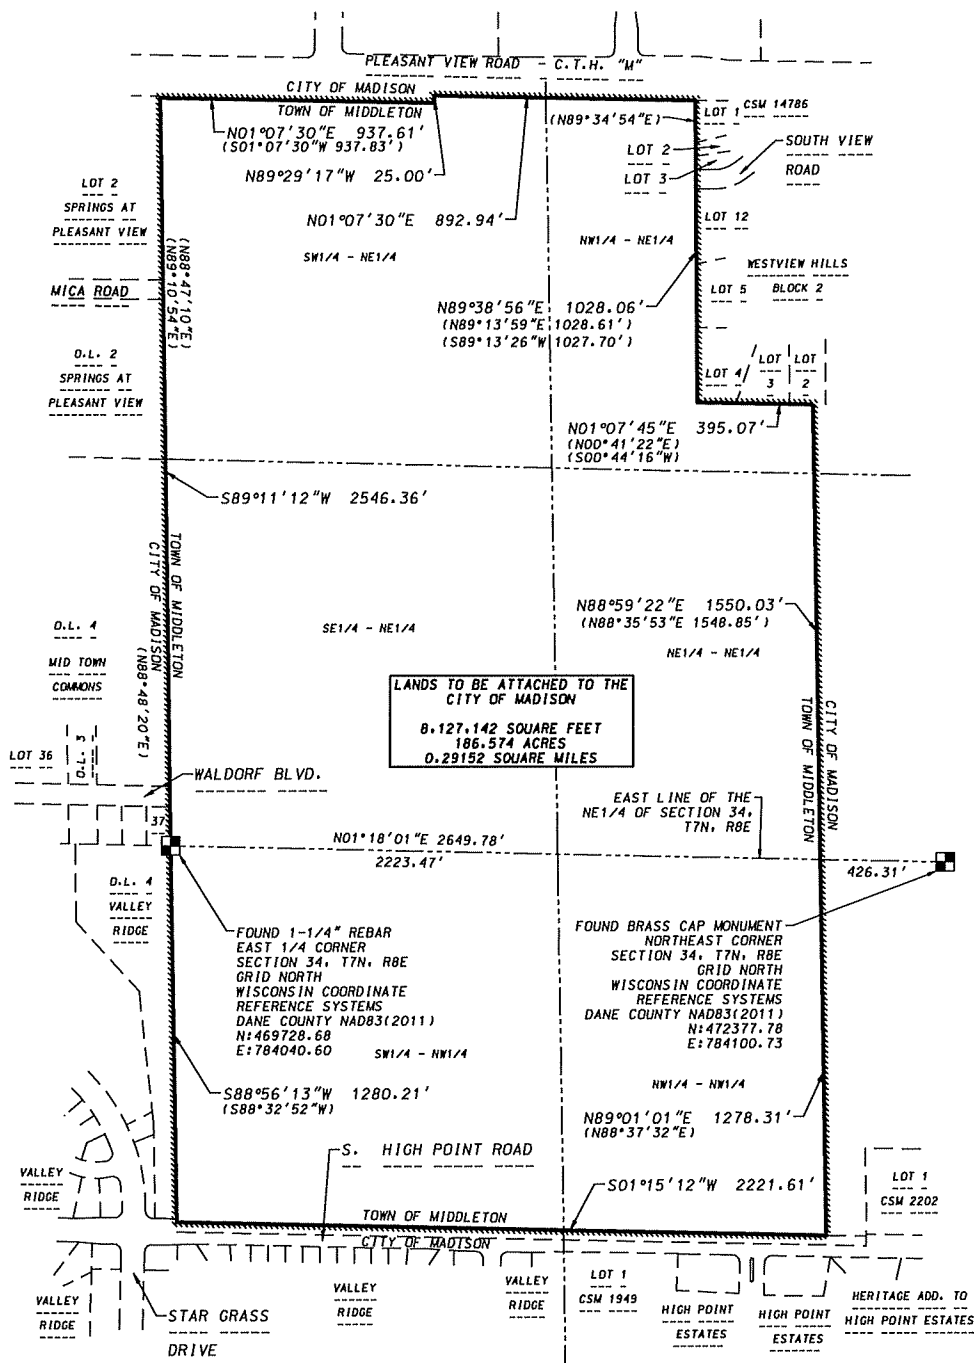 PLEASANT VIEW ROAD - C.T.H. "M"
CITY OF MADISON
TOWN OF MIDDLETON
N01°07'30"E 937.61'
(S01°07'30"W 937.83')
N89°29'17"W 25.00'
N01°07'30"E 892.94'
(N89°34'54"E)
LOT 1
CSM 14786
LOT 2
LOT 3
SOUTH VIEW
ROAD
LOT 2
SPRINGS AT
PLEASANT VIEW
(N88°47'10"E)
(N89°10'54"E)
MICA ROAD
O.L. 2
SPRINGS AT
PLEASANT VIEW
SW1/4 - NE1/4
NW1/4 - NE1/4
LOT 12
WESTVIEW HILLS
BLOCK 2
LOT 5
N89°38'56"E 1028.06'
(N89°13'59"E 1028.61')
(S89°13'26"W 1027.70')
LOT 4
LOT
3
LOT
2
N01°07'45"E 395.07'
(N00°41'22"E)
(S00°44'16"W)
S89°11'12"W 2546.36'
TOWN OF MIDDLETON
CITY OF MADISON
(N88°48'20"E)
N88°59'22"E 1550.03'
(N88°35'53"E 1548.85')
SE1/4 - NE1/4
NE1/4 - NE1/4
O.L. 4
MID TOWN
COMMONS
LANDS TO BE ATTACHED TO THE
CITY OF MADISON
8,127,142 SQUARE FEET
186.574 ACRES
0.29152 SQUARE MILES
CITY OF MADISON
TOWN OF MIDDLETON
LOT 36
O.L. 3
WALDORF BLVD.
37
EAST LINE OF THE
NE1/4 OF SECTION 34,
T7N, R8E
N01°18'01"E 2649.78'
2223.47'
426.31'
O.L. 4
VALLEY
RIDGE
FOUND 1-1/4" REBAR
EAST 1/4 CORNER
SECTION 34, T7N, R8E
GRID NORTH
WISCONSIN COORDINATE
REFERENCE SYSTEMS
DANE COUNTY NAD83(2011)
N:469728.68
E:784040.60
FOUND BRASS CAP MONUMENT
NORTHEAST CORNER
SECTION 34, T7N, R8E
GRID NORTH
WISCONSIN COORDINATE
REFERENCE SYSTEMS
DANE COUNTY NAD83(2011)
N:472377.78
E:784100.73
SW1/4 - NW1/4
NW1/4 - NW1/4
S88°56'13"W 1280.21'
(S88°32'52"W)
N89°01'01"E 1278.31'
(N88°37'32"E)
S. HIGH POINT ROAD
S01°15'12"W 2221.61'
VALLEY
RIDGE
LOT 1
CSM 2202
TOWN OF MIDDLETON
CITY OF MADISON
VALLEY
RIDGE
STAR GRASS
DRIVE
VALLEY
RIDGE
VALLEY
RIDGE
LOT 1
CSM 1949
HIGH POINT
ESTATES
HIGH POINT
ESTATES
HERITAGE ADD. TO
HIGH POINT ESTATES